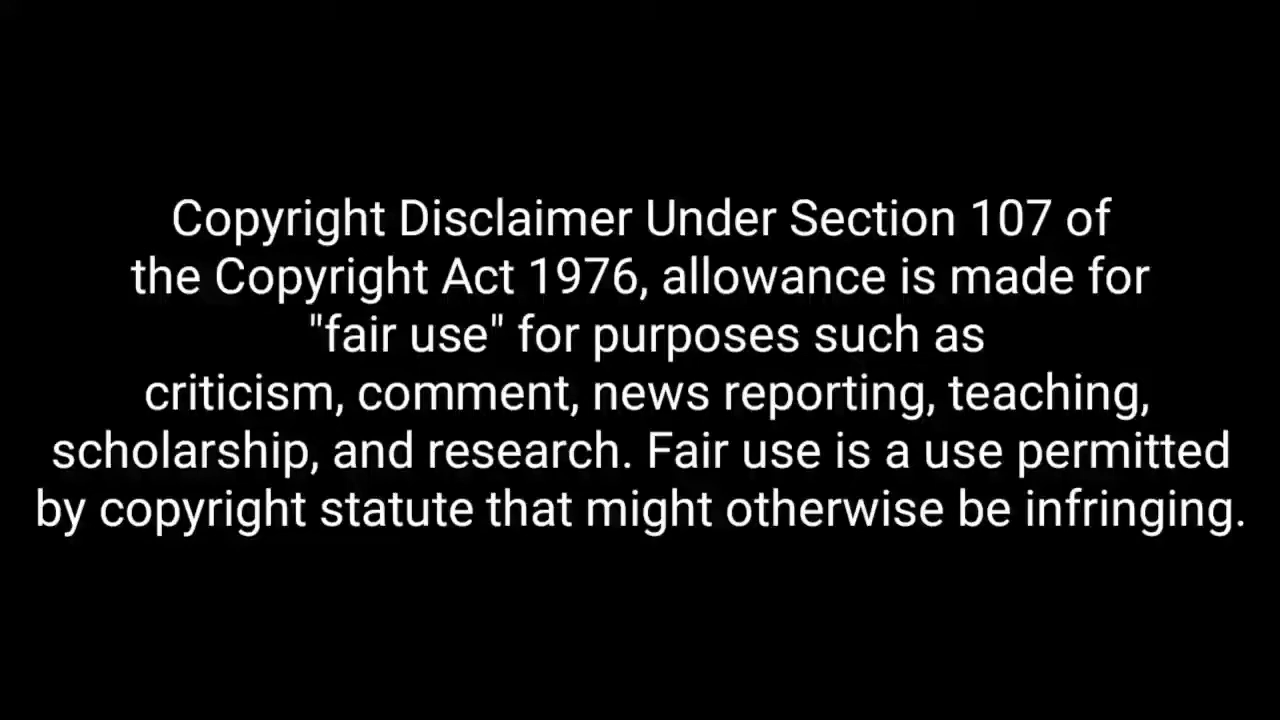 Copyright Disclaimer Under Section 107 of
the Copyright Act 1976, allowance is made for
"fair use" for purposes such as
criticism, comment, news reporting, teaching,
scholarship, and research. Fair use is a use permitted
by copyright statute that might otherwise be infringing.